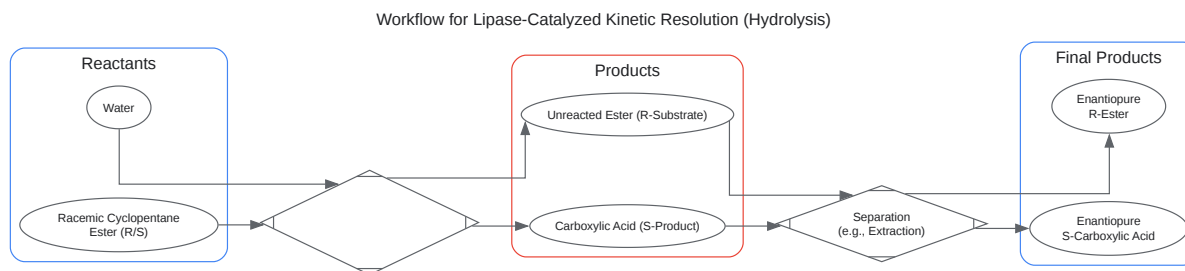 Workflow for Lipase-Catalyzed Kinetic Resolution (Hydrolysis)
Reactants
Water
Racemic Cyclopentane
Ester (R/S)
Products
Unreacted Ester (R-Substrate)
Carboxylic Acid (S-Product)
Separation
(e.g., Extraction)
Final Products
Enantiopure
R-Ester
Enantiopure
S-Carboxylic Acid